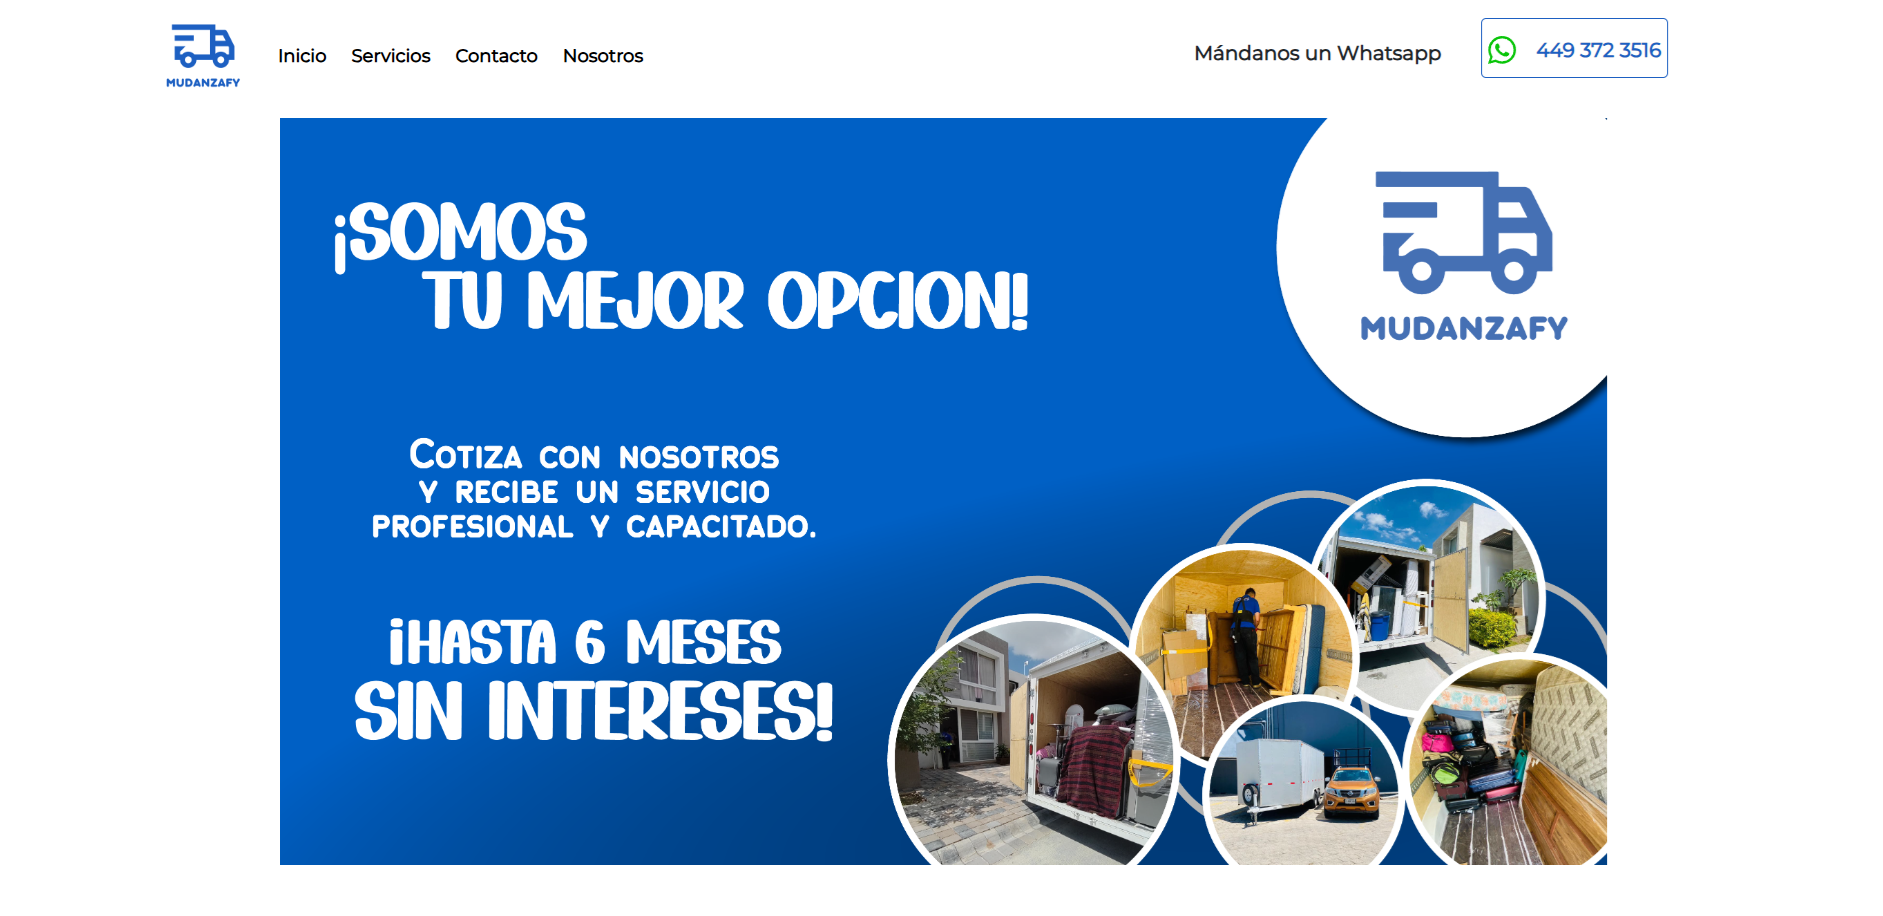 MUDANZAFY
Inicio Servicios Contacto Nosotros
Mándanos un Whatsapp
449 372 3516
¡SOMOS
TU MEJOR OPCION!
MUDANZAFY
COTIZA CON NOSOTROS
Y RECIBE UN SERVICIO
PROFESIONAL Y CAPACITADO.
¡HASTA 6 MESES
SIN INTERESES!